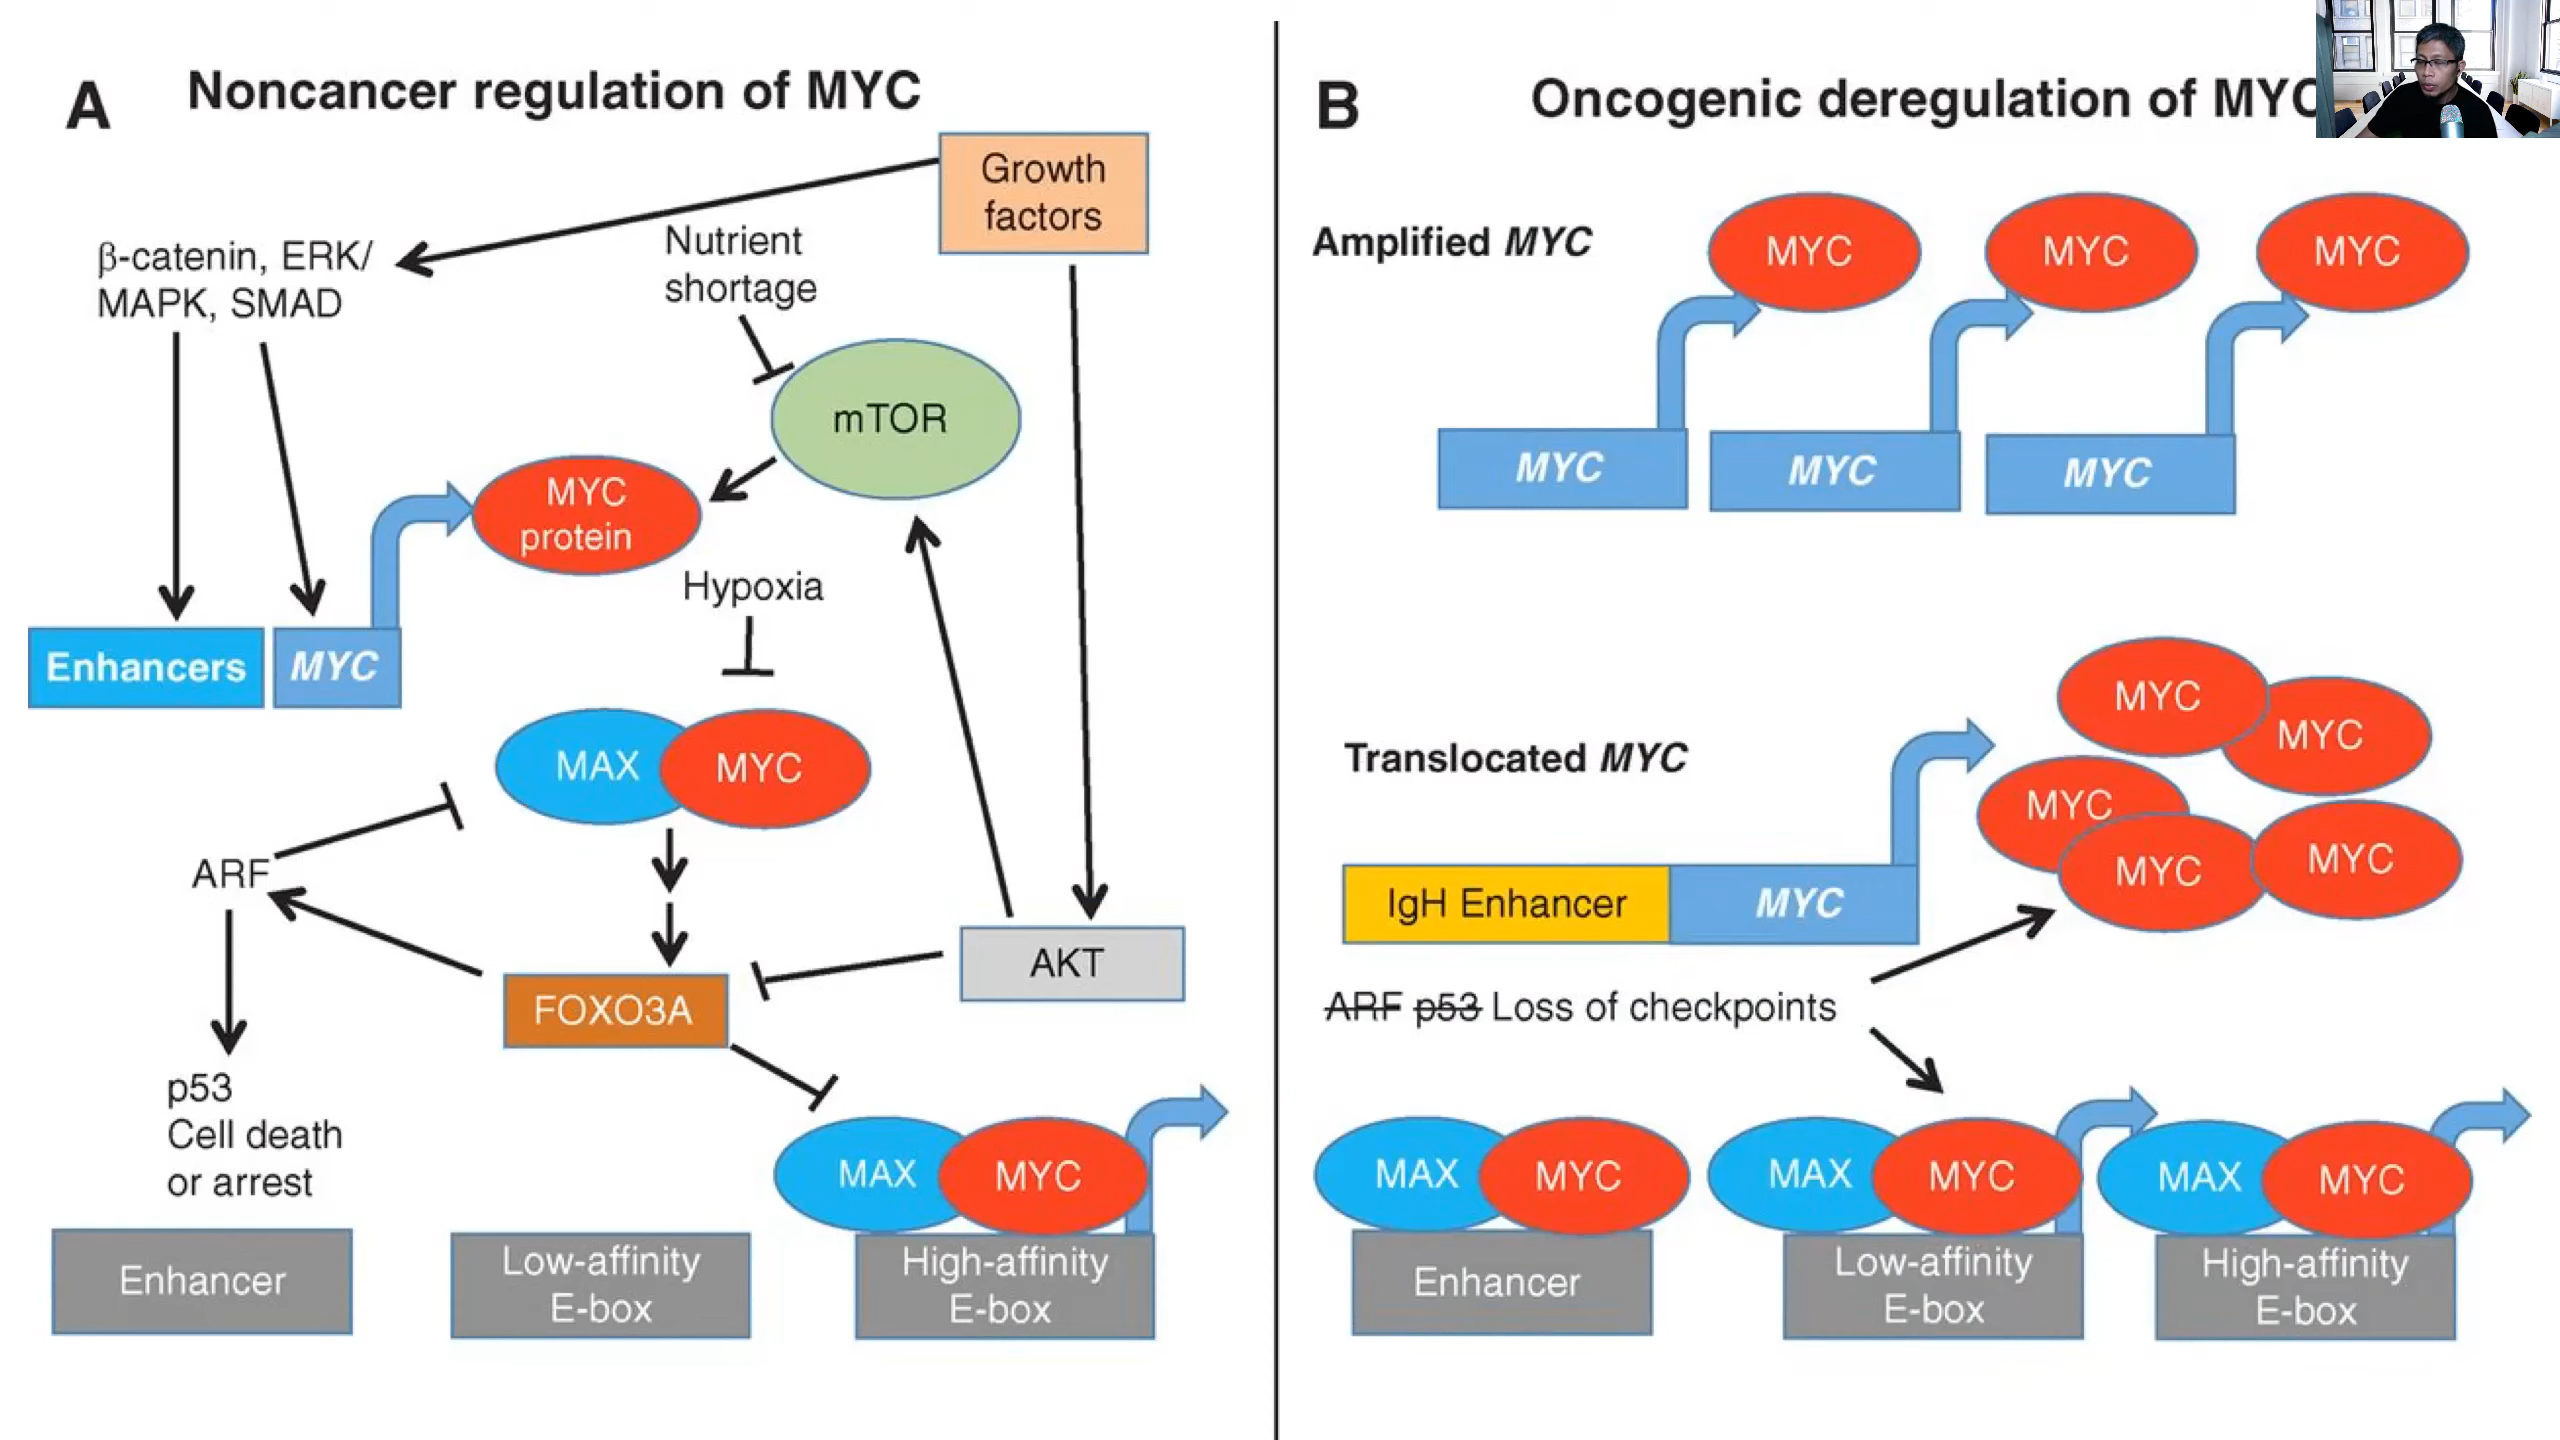 A
Noncancer regulation of MYC
Growth
factors
β-catenin, ERK/
MAPK, SMAD
Nutrient
shortage
mTOR
MYC
protein
Hypoxia
Enhancers
MYC
MAX
MYC
ARF
AKT
FOXO3A
p53
Cell death
or arrest
MAX
MYC
Enhancer
Low-affinity
E-box
High-affinity
E-box
B
Oncogenic deregulation of MYC
Amplified MYC
MYC
MYC
MYC
MYC
MYC
MYC
Translocated MYC
MYC
MYC
MYC
MYC
MYC
IgH Enhancer
MYC
ARF p53 Loss of checkpoints
MAX
MYC
MAX
MYC
MAX
MYC
Enhancer
Low-affinity
E-box
High-affinity
E-box